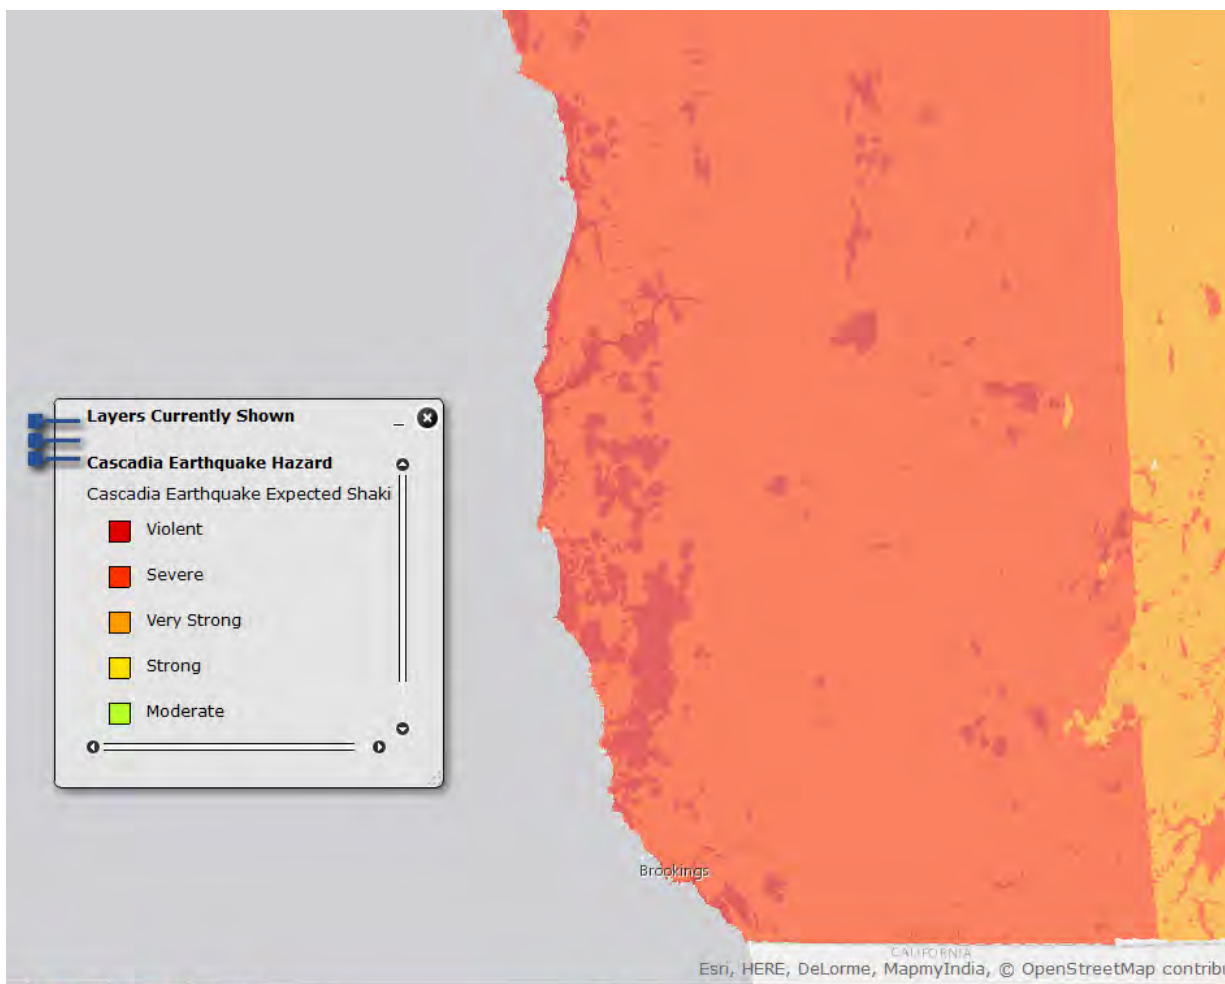 Layers Currently Shown
Cascadia Earthquake Hazard
Cascadia Earthquake Expected Shaki
Violent
Severe
Very Strong
Strong
Moderate
Brookings
CALIFORNIA
Esri, HERE, DeLorme, MapmyIndia, © OpenStreetMap contribu